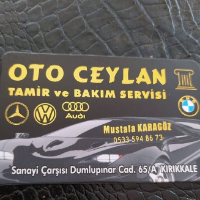 OTO CEYLAN
TAMİR ve BAKIM SERVİSİ
Audi
Mustafa KARAGÖZ
0533-594 86 73
Sanayi Çarşısı Dumlupınar Cad. 65/A KIRIKKALE